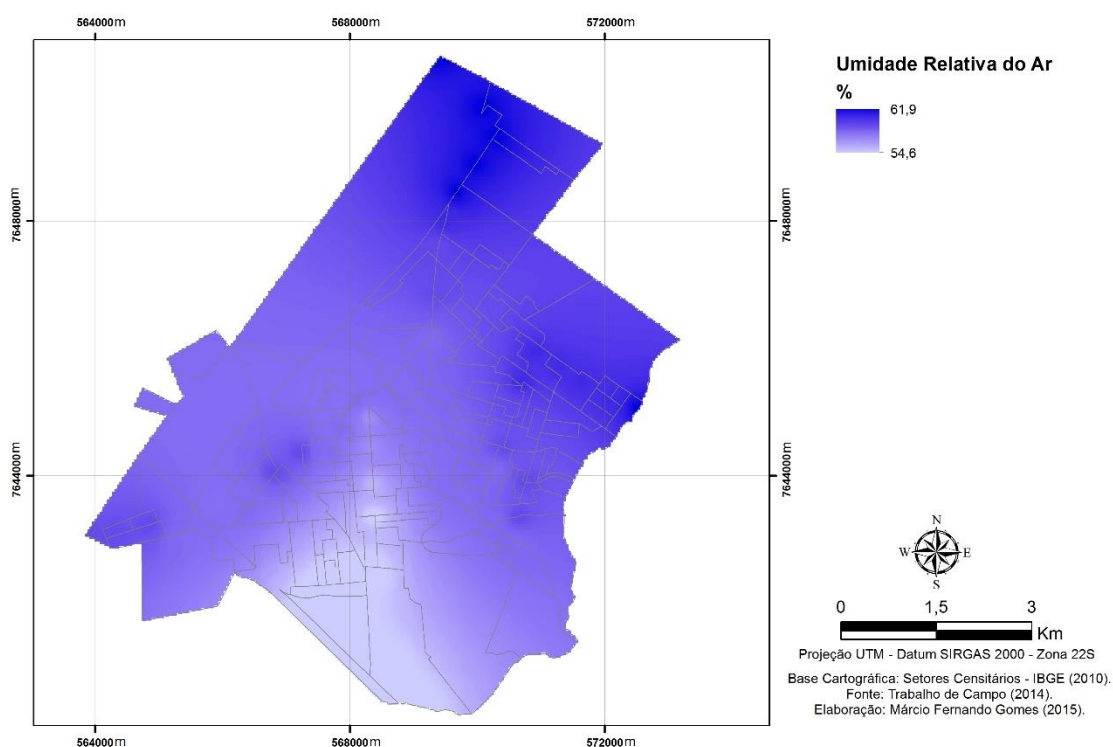 564000m
568000m
572000m
Umidade Relativa do Ar
%
61,9
54,6
7648000m
7648000m
7644000m
7644000m
N
W
E
S
0
1,5
3
Km
Projeção UTM - Datum SIRGAS 2000 - Zona 22S
Base Cartográfica: Setores Censitários - IBGE (2010).
Fonte: Trabalho de Campo (2014).
Elaboração: Márcio Fernando Gomes (2015).
564000m
568000m
572000m